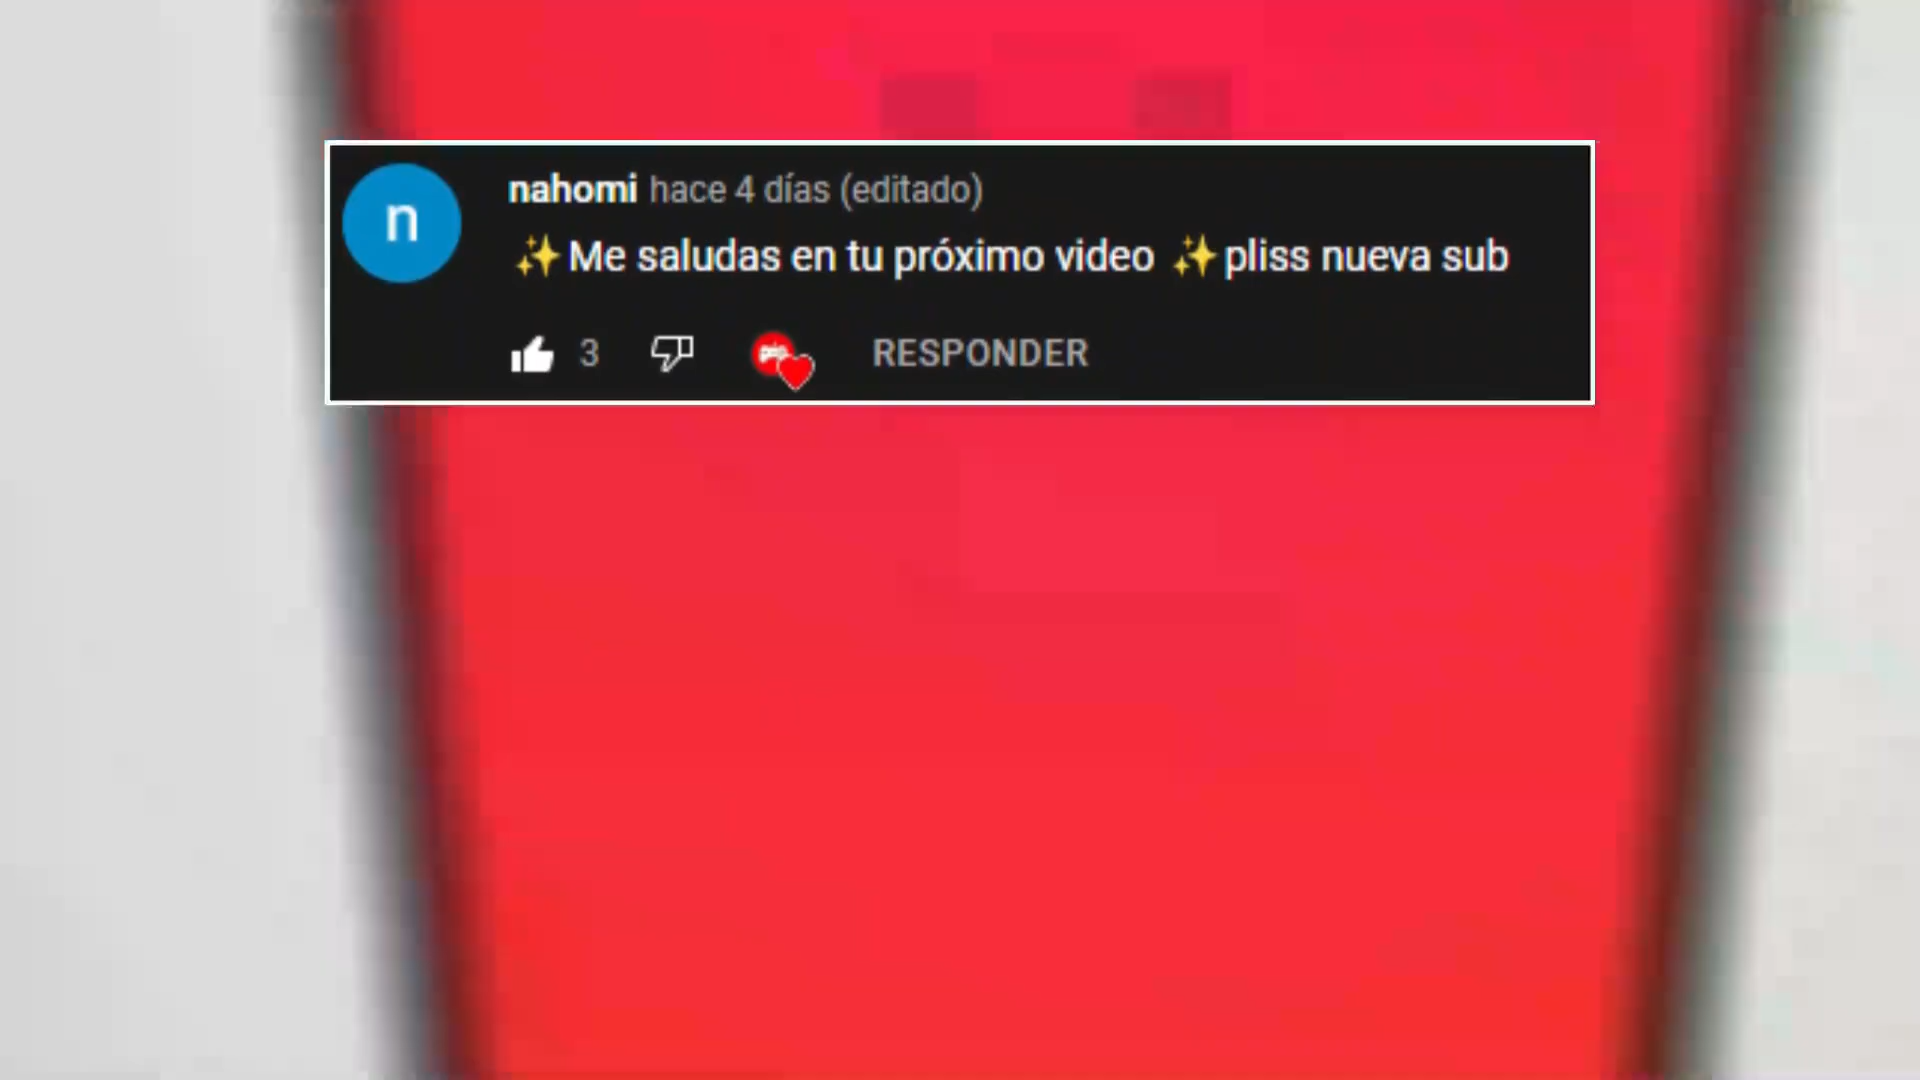 n
nahomi hace 4 días (editado)
✨Me saludas en tu próximo video ✨pliss nueva sub
3 RESPONDER